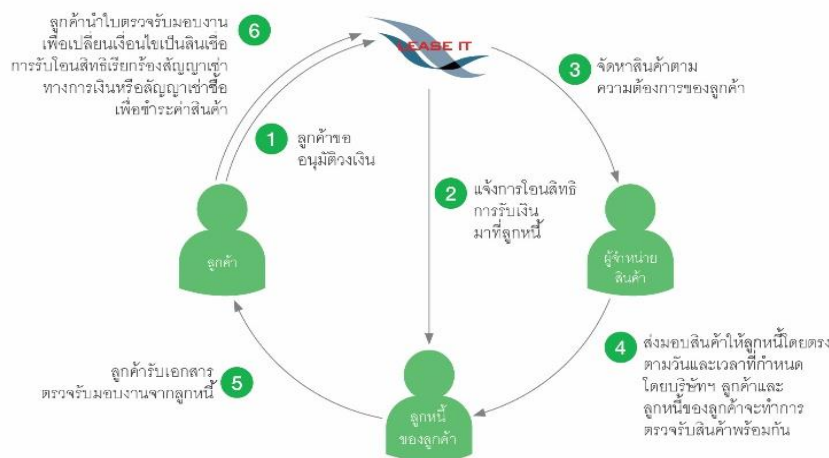 ลูกค้านำใบตรวจรับมอบงาน
เพื่อเปลี่ยนเงื่อนไขเป็นสินเชื่อ
การรับโอนสิทธิเรียกร้องสัญญาเช่า
ทางการเงินหรือสัญญาเช่าซื้อ
เพื่อชำระค่าสินค้า
6
LEASE IT
3
จัดหาสินค้าตาม
ความต้องการของลูกค้า
1
ลูกค้าขอ
อนุมัติวงเงิน
2
แจ้งการโอนสิทธิ
การรับเงิน
มาที่ลูกหนี้
ลูกค้า
ผู้จำหน่าย
สินค้า
4
ส่งมอบสินค้าให้ลูกหนี้โดยตรง
ตามวันและเวลาที่กำหนด
โดยบริษัทฯ ลูกค้าและ
ลูกหนี้ของลูกค้าจะทำการ
ตรวจรับสินค้าพร้อมกัน
ลูกค้ารับเอกสาร
ตรวจรับมอบงานจากลูกหนี้
5
ลูกหนี้
ของลูกค้า